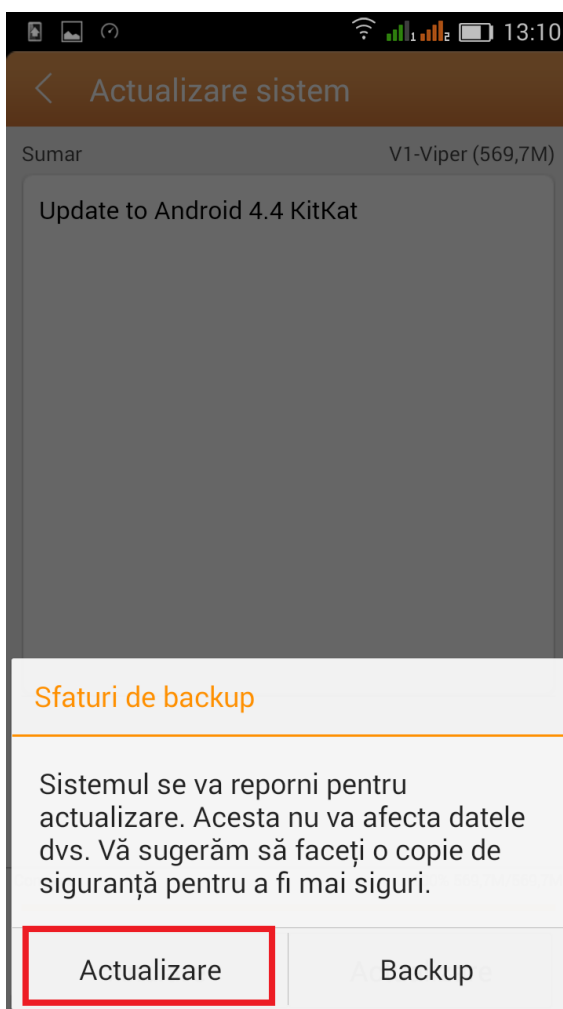 13:10
Actualizare sistem
Sumar V1-Viper (569,7M)
Update to Android 4.4 KitKat
Sfaturi de backup
Sistemul se va reporni pentru
actualizare. Acesta nu va afecta datele
dvs. Vă sugerăm să faceți o copie de
siguranță pentru a fi mai siguri.
Actualizare Backup